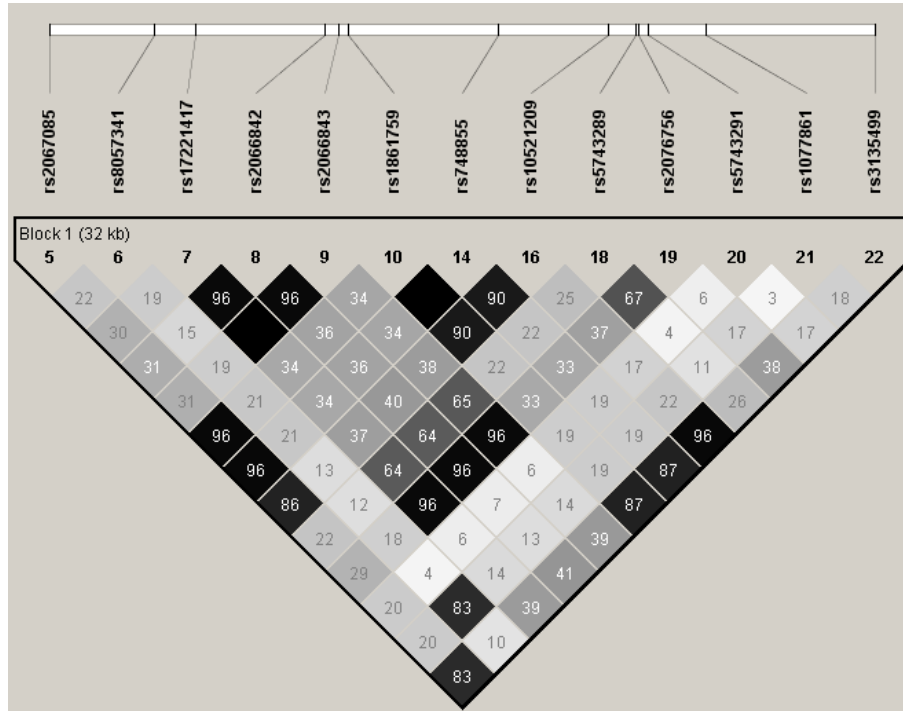 rs2067085
rs8057341
rs17221417
rs2066842
rs2066843
rs1861759
rs748855
rs10521209
rs5743289
rs2076756
rs5743291
rs1077861
rs3135499
Block 1 (32 kb)
5 6 7 8 9 10 14 16 18 19 20 21 22
22 19 96 96 34 90 25 67 6 3 18
30 15 36 34 90 22 37 4 17 17
31 19 34 36 38 22 33 17 11 38
31 21 34 40 65 33 19 22 26
96 21 37 64 96 19 19 96
96 13 64 96 6 19 87
86 12 96 7 14 87
22 18 6 13 39
29 4 14 41
20 83 39
20 10
83